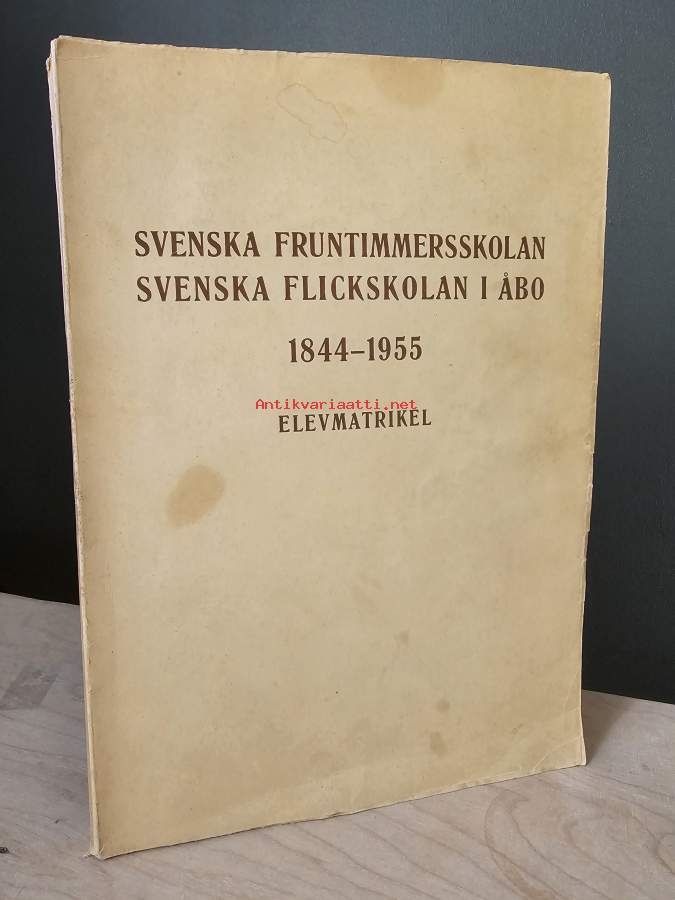 SVENSKA FRUNTIMMERSSKOLAN
SVENSKA FLICKSKOLAN I ÅBO
1844–1955
Antikvariaatti.net
ELEVMATRIKEL